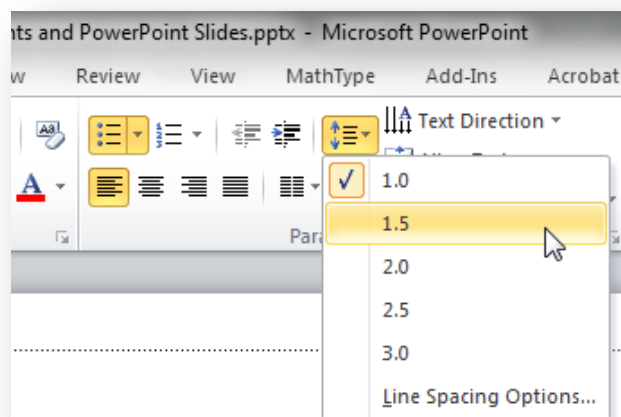 nts and PowerPoint Slides.pptx - Microsoft PowerPoint
w Review View MathType Add-Ins Acrobat
Text Direction
1.0
1.5
Para
2.0
2.5
3.0
Line Spacing Options...